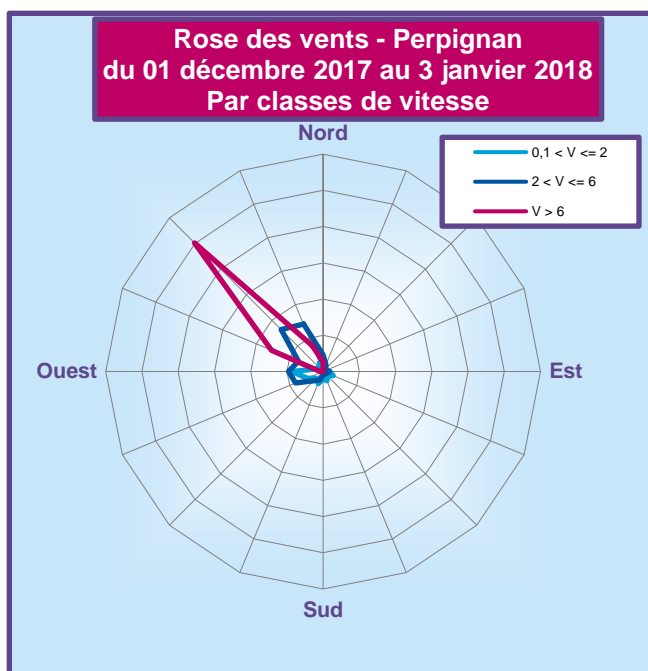 Rose des vents - Perpignan
du 01 décembre 2017 au 3 janvier 2018
Par classes de vitesse
Nord
0,1 < V <= 2
2 < V <= 6
V > 6
Ouest
Est
Sud